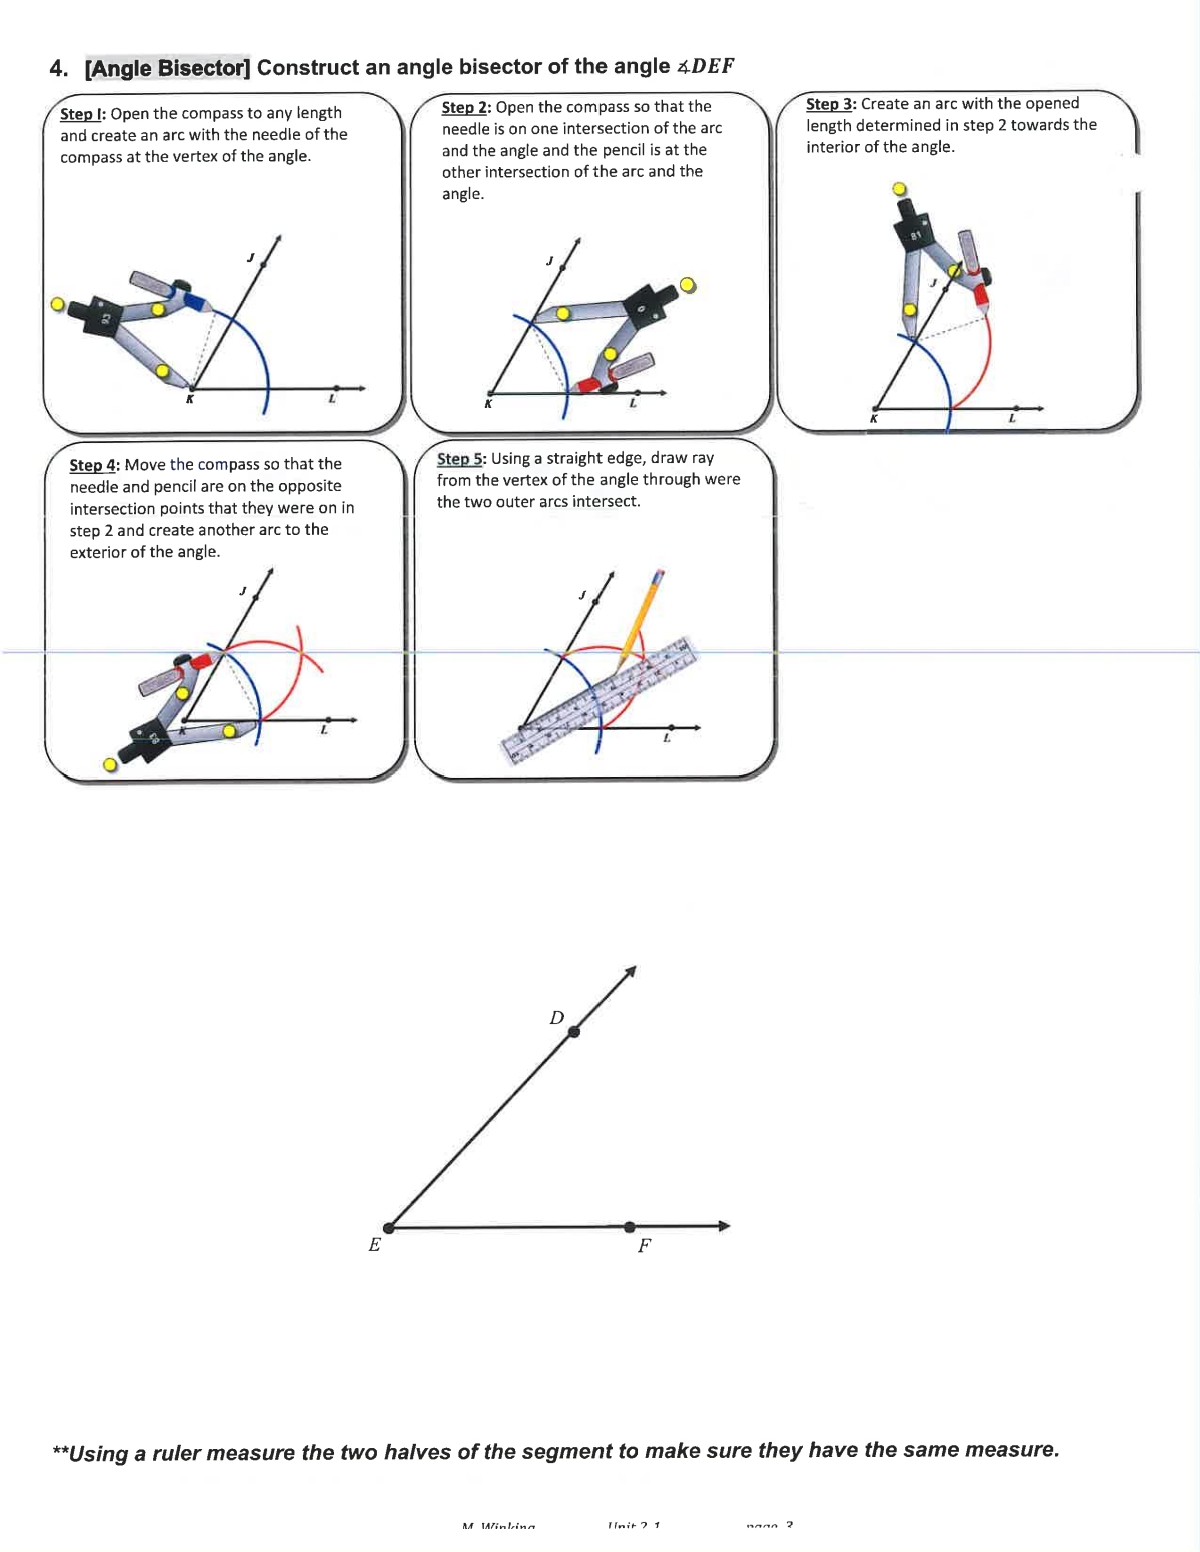 4. [Angle Bisector] Construct an angle bisector of the angle ∡DEF
Step 1: Open the compass to any length
and create an arc with the needle of the
compass at the vertex of the angle.
J
93
K
L
Step 2: Open the compass so that the
needle is on one intersection of the arc
and the angle and the pencil is at the
other intersection of the arc and the
angle.
J
K
L
Step 3: Create an arc with the opened
length determined in step 2 towards the
interior of the angle.
81
J
K
L
Step 4: Move the compass so that the
needle and pencil are on the opposite
intersection points that they were on in
step 2 and create another arc to the
exterior of the angle.
J
K
L
Step 5: Using a straight edge, draw ray
from the vertex of the angle through were
the two outer arcs intersect.
J
L
D
E
F
**Using a ruler measure the two halves of the segment to make sure they have the same measure.
M. Winking Unit 2-1 page 3